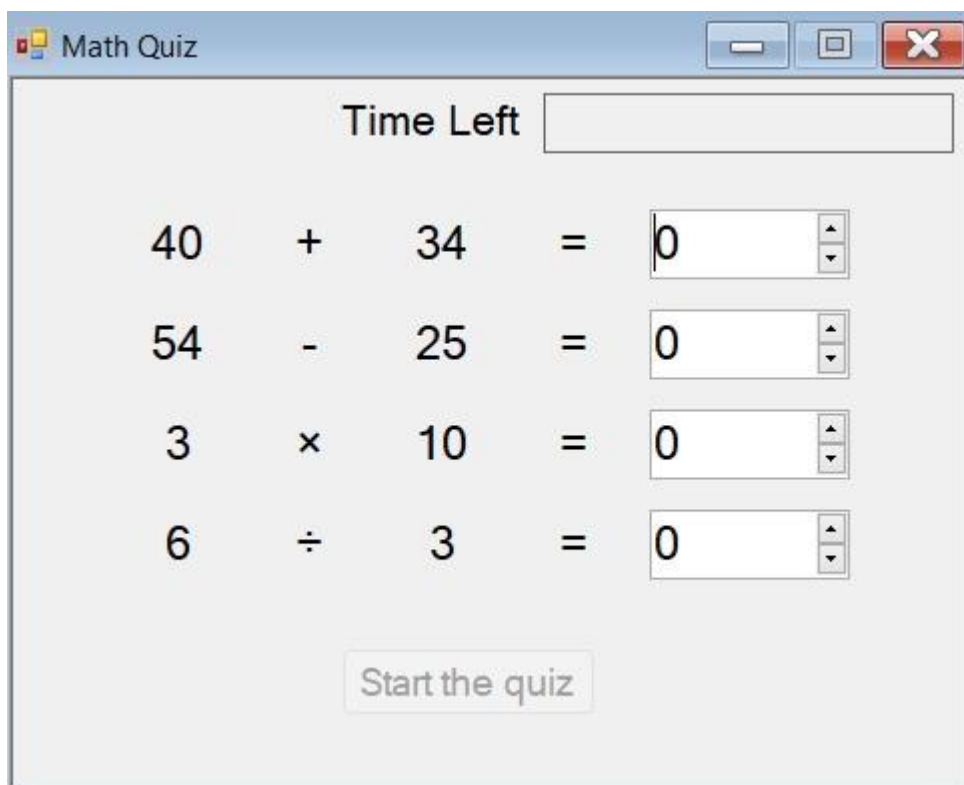 Math Quiz
Time Left
40 + 34 = 0
54 - 25 = 0
3 × 10 = 0
6 ÷ 3 = 0
Start the quiz